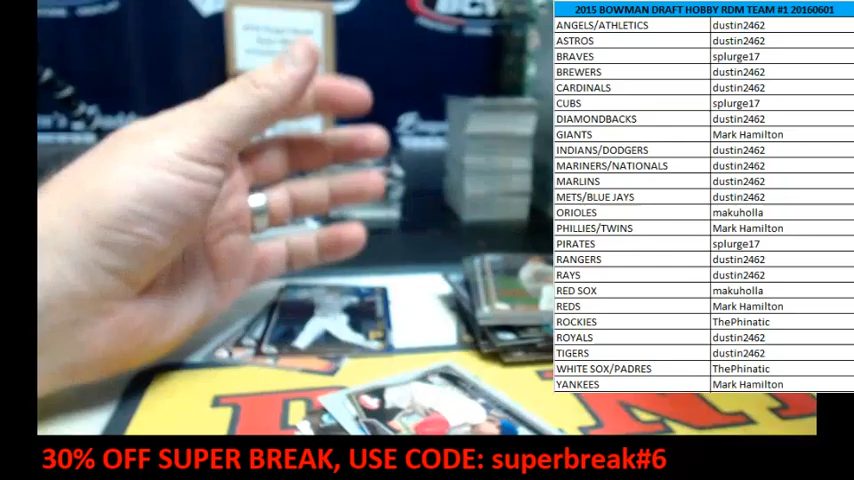 2015 BOWMAN DRAFT HOBBY RDM TEAM #1 20160601
ANGELS/ATHLETICS dustin2462
ASTROS dustin2462
BRAVES splurge17
BREWERS dustin2462
CARDINALS dustin2462
CUBS splurge17
DIAMONDBACKS dustin2462
GIANTS Mark Hamilton
INDIANS/DODGERS dustin2462
MARINERS/NATIONALS dustin2462
MARLINS dustin2462
METS/BLUE JAYS dustin2462
ORIOLES makuholla
PHILLIES/TWINS Mark Hamilton
PIRATES splurge17
RANGERS dustin2462
RAYS dustin2462
RED SOX makuholla
REDS Mark Hamilton
ROCKIES ThePhinatic
ROYALS dustin2462
TIGERS dustin2462
WHITE SOX/PADRES ThePhinatic
YANKEES Mark Hamilton
30% OFF SUPER BREAK, USE CODE: superbreak#6